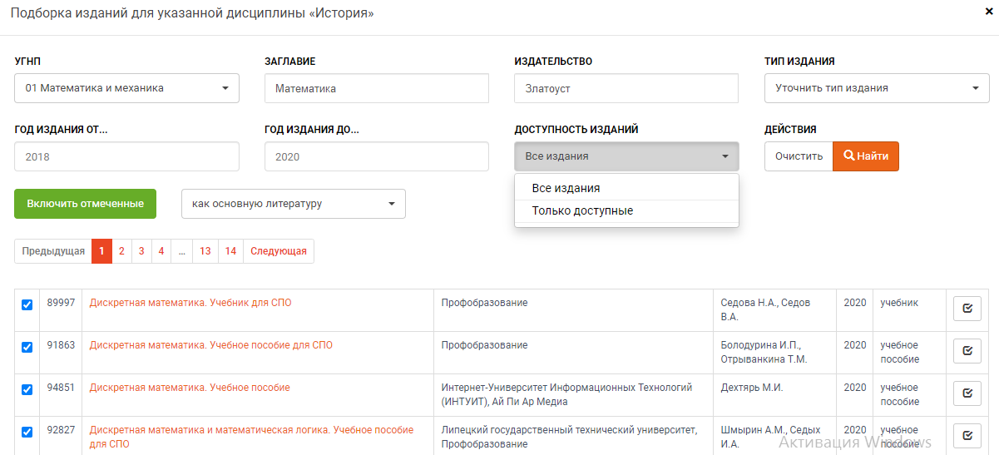 Подборка изданий для указанной дисциплины «История»
УГНП
ЗАГЛАВИЕ
ИЗДАТЕЛЬСТВО
ТИП ИЗДАНИЯ
01 Математика и механика
Математика
Златоуст
Уточнить тип издания
ГОД ИЗДАНИЯ ОТ...
ГОД ИЗДАНИЯ ДО...
ДОСТУПНОСТЬ ИЗДАНИЙ
ДЕЙСТВИЯ
2018
2020
Все издания
Очистить
Найти
Все издания
Только доступные
Включить отмеченные
как основную литературу
Предыдущая 1 2 3 4 ... 13 14 Следующая
89997
Дискретная математика. Учебник для СПО
Профобразование
Седова Н.А., Седов
В.А.
2020
учебник
91863
Дискретная математика. Учебное пособие для СПО
Профобразование
Болодурина И.П.,
Отрыванкина Т.М.
2020
учебное
пособие
94851
Дискретная математика. Учебное пособие
Интернет-Университет Информационных Технологий
(ИНТУИТ), Ай Пи Ар Медиа
Дехтярь М.И.
2020
учебное
пособие
92827
Дискретная математика и математическая логика. Учебное пособие
для СПО
Липецкий государственный технический университет,
Профобразование
Шмырин А.М., Седых
И.А.
2020
учебное
пособие
Активация Windows